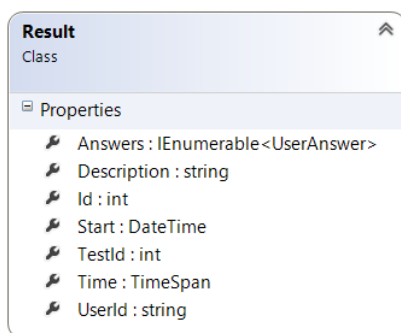 Result
Class
Properties
Answers : IEnumerable<UserAnswer>
Description : string
Id : int
Start : DateTime
TestId : int
Time : TimeSpan
UserId : string